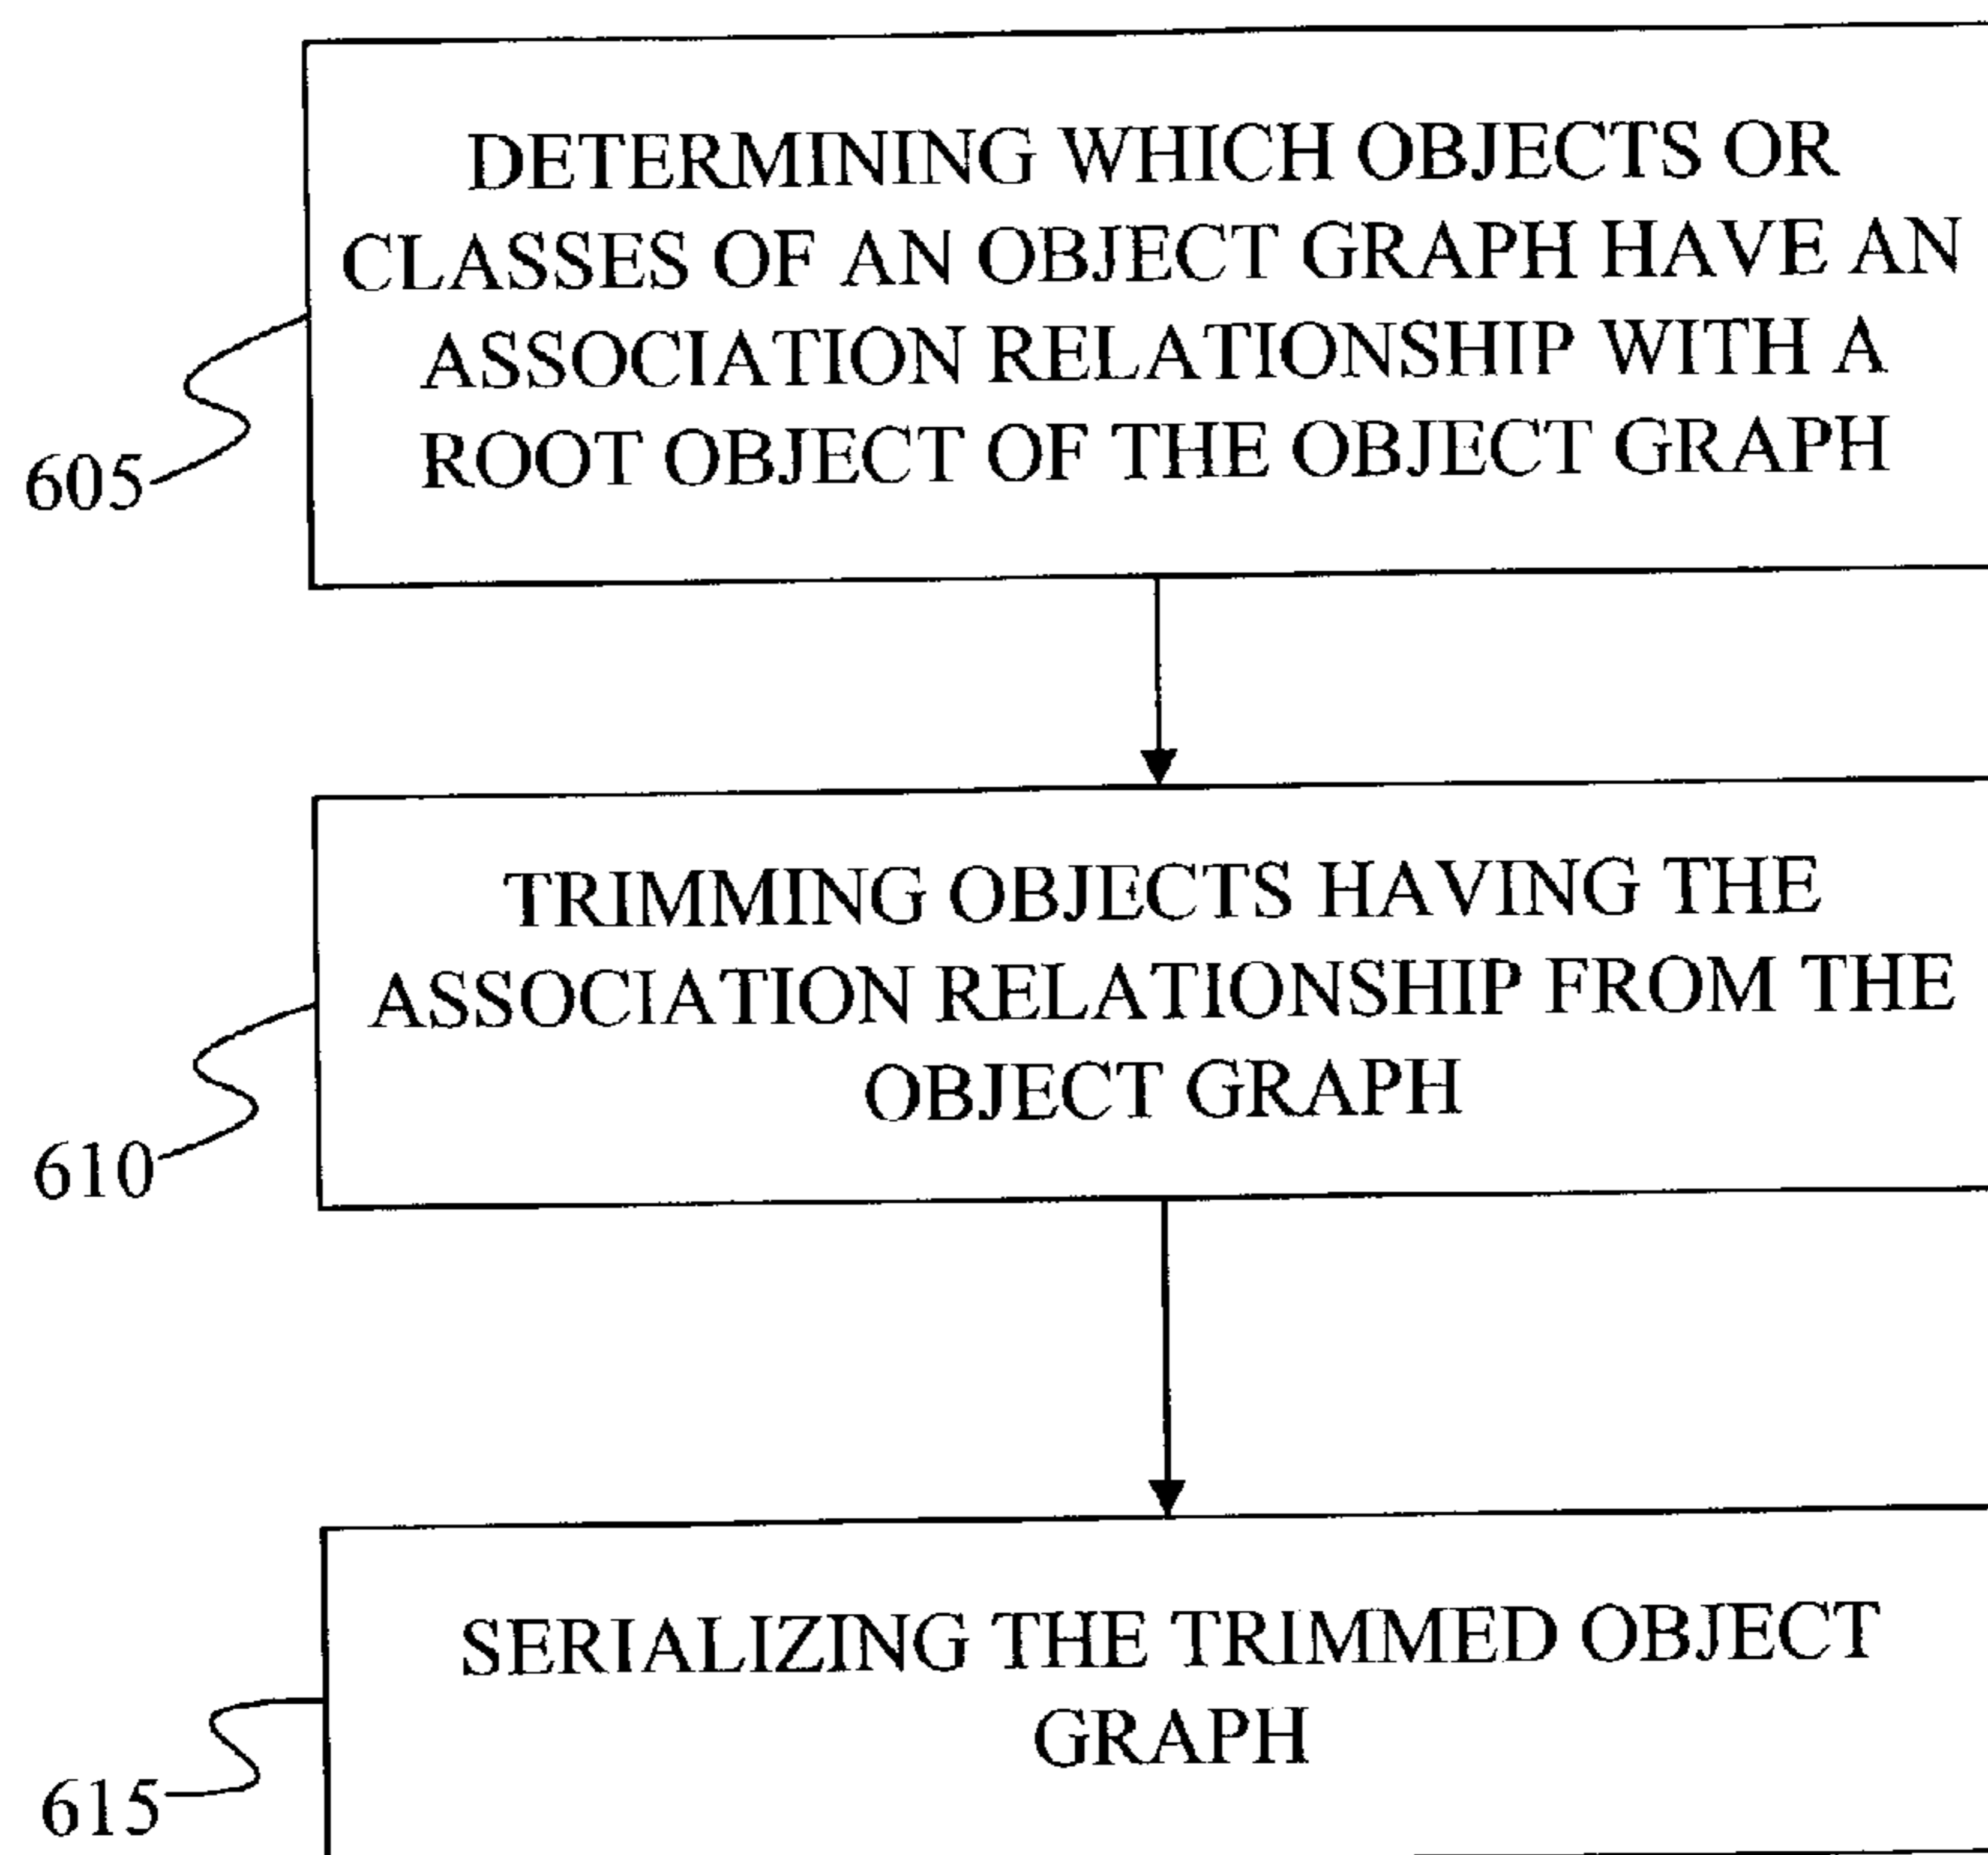 DETERMINING WHICH OBJECTS OR
CLASSES OF AN OBJECT GRAPH HAVE AN
ASSOCIATION RELATIONSHIP WITH A
ROOT OBJECT OF THE OBJECT GRAPH
605
TRIMMING OBJECTS HAVING THE
ASSOCIATION RELATIONSHIP FROM THE
OBJECT GRAPH
610
SERIALIZING THE TRIMMED OBJECT
GRAPH
615